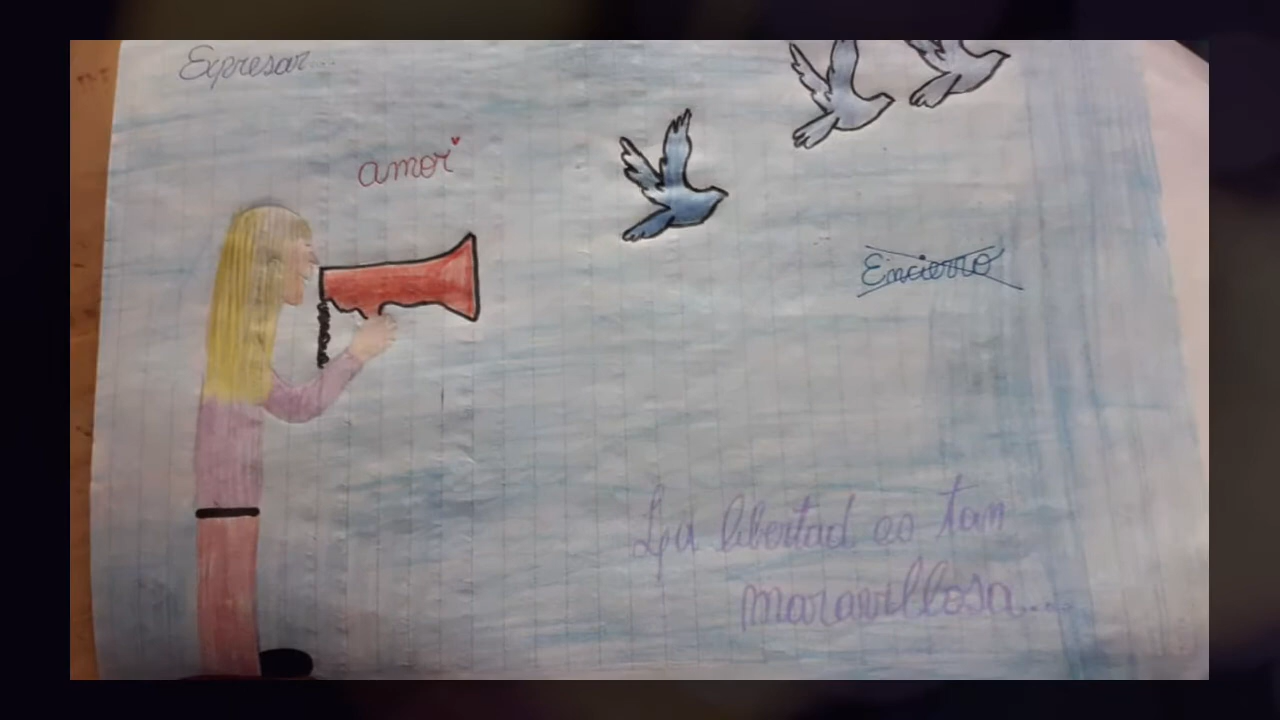 Expresar...
amor
Encierro
La libertad es tan
maravillosa...